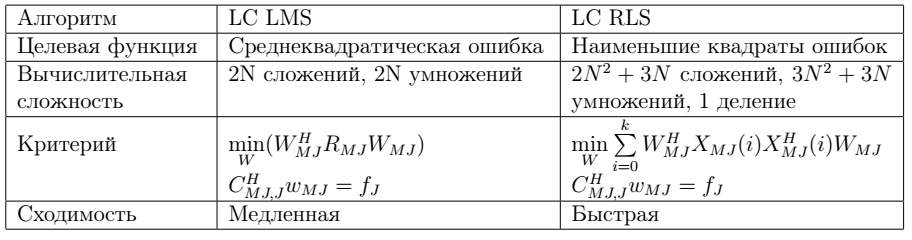 Алгоритм LC LMS LC RLS
Целевая функция Среднеквадратическая ошибка Наименьшие квадраты ошибок
Вычислительная 2N сложений, 2N умножений $2N^2 + 3N$ сложений, $3N^2 + 3N$
сложность умножений, 1 деление
Критерий $\min_{W}(W_{MJ}^H R_{MJ} W_{MJ})$ $\min_{W} \sum_{i=0}^{k} W_{MJ}^H X_{MJ}(i) X_{MJ}^H(i) W_{MJ}$
$C_{MJ,J}^H w_{MJ} = f_J$ $C_{MJ,J}^H w_{MJ} = f_J$
Сходимость Медленная Быстрая